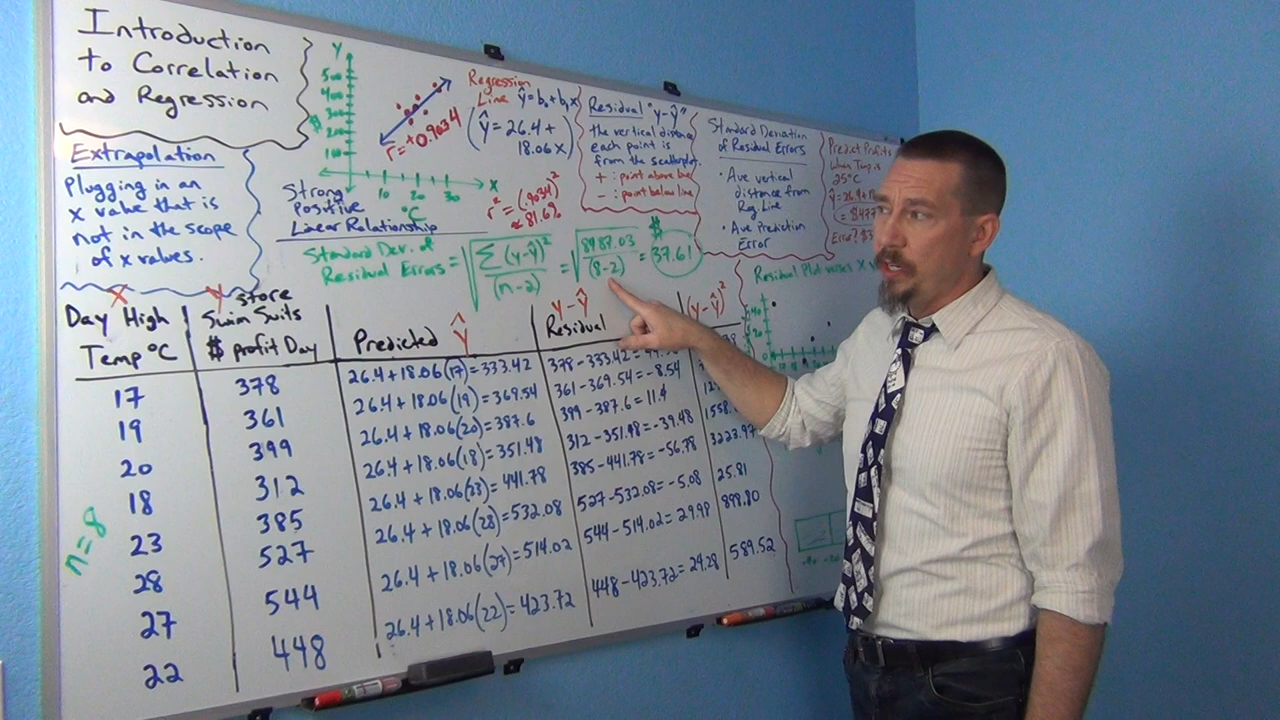 Introduction
to Correlation
and Regression
Extrapolation
Plugging in an
x value that is
not in the scope
of x values.
Y
500
400
300
200
100
$
10 20 30
X
°C
r=+0.9034
Strong
Positive
Linear Relationship
r² = (.9034)²
≈ 81.6%
Regression
Line ŷ = b₀ + b₁x
(ŷ = 26.4 +
18.06x)
Residual "y-ŷ"
the vertical distance
each point is
from the scatterplot.
+ : point above line
- : point below line
Standard Deviation
of Residual Errors
• Ave vertical
distance from
Reg. Line
• Ave Prediction
Error
Predict Profits
when Temp is
25°C
Standard Dev. of
Residual Errors = √(Σ(y-ŷ)²/(n-2)) = √(8987.03/(8-2)) = $37.61
Residual Plot verses X
n=8
X Y ŷ y-ŷ (y-ŷ)²
Day High store
Temp °C Swim Suits Predicted Residual
$ profit Day
17 378 26.4+18.06(17)=333.42 378-333.42=
19 361 26.4+18.06(19)=369.54 361-369.54=-8.54
20 399 26.4+18.06(20)=387.6 399-387.6=11.4
18 312 26.4+18.06(18)=351.48 312-351.48=-39.48 1558.
23 385 26.4+18.06(23)=441.78 385-441.78=-56.78 3223.97
28 527 26.4+18.06(28)=532.08 527-532.08=-5.08 25.81
27 544 26.4+18.06(27)=514.02 544-514.02=29.98 898.80
22 448 26.4+18.06(22)=423.72 448-423.72=24.28 589.52